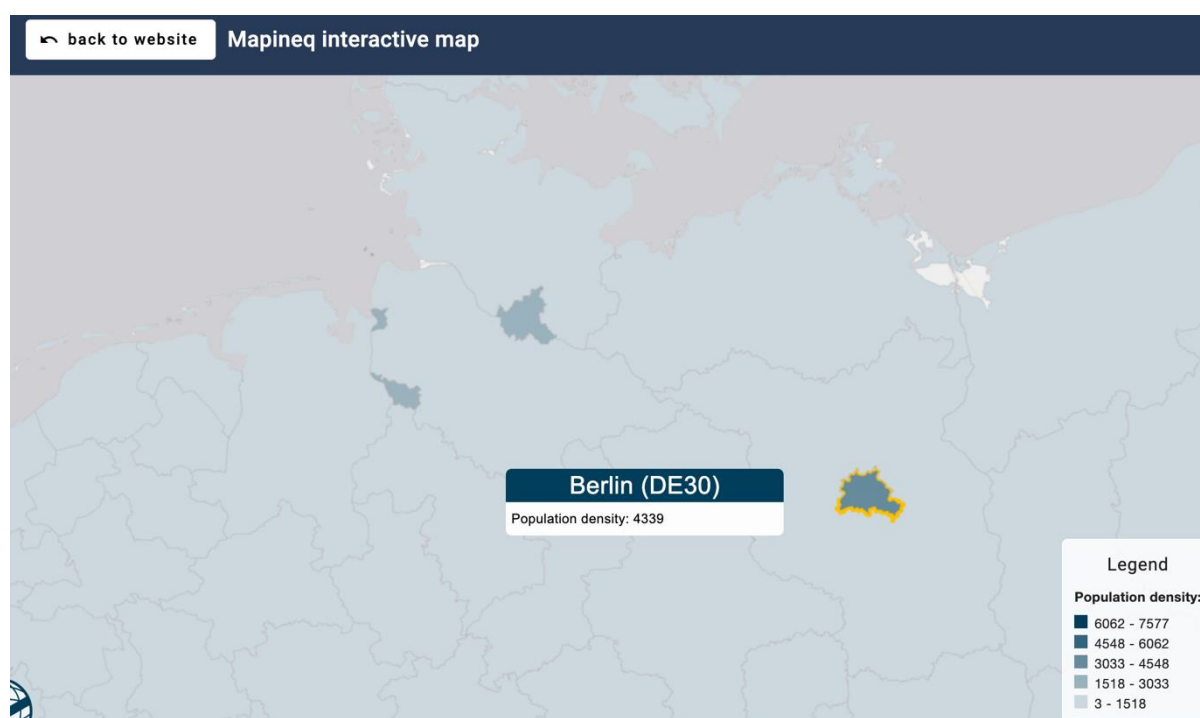 back to website
Mapineq interactive map
Berlin (DE30)
Population density: 4339
Legend
Population density:
6062 - 7577
4548 - 6062
3033 - 4548
1518 - 3033
3 - 1518